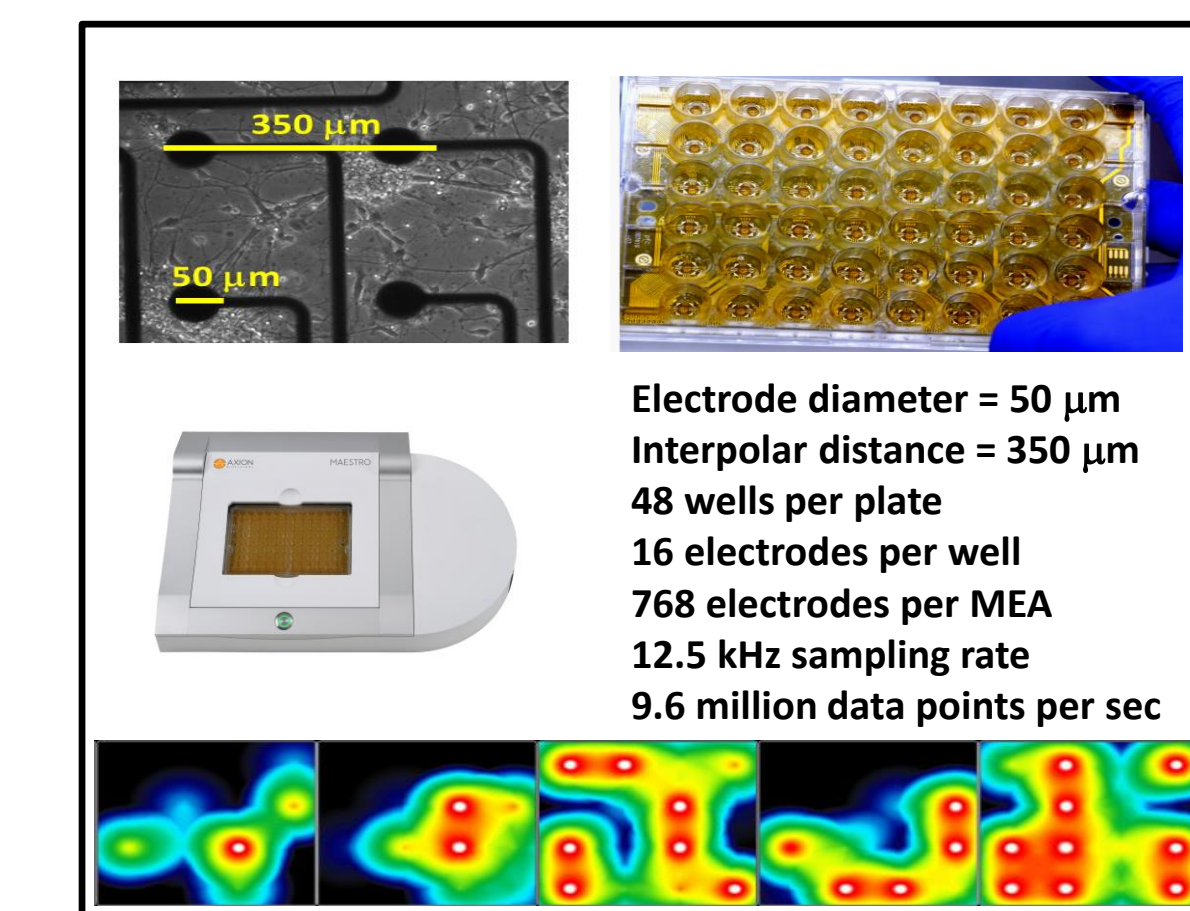 350 μm
50 μm
AXION
MAESTRO
Electrode diameter = 50 μm
Interpolar distance = 350 μm
48 wells per plate
16 electrodes per well
768 electrodes per MEA
12.5 kHz sampling rate
9.6 million data points per sec